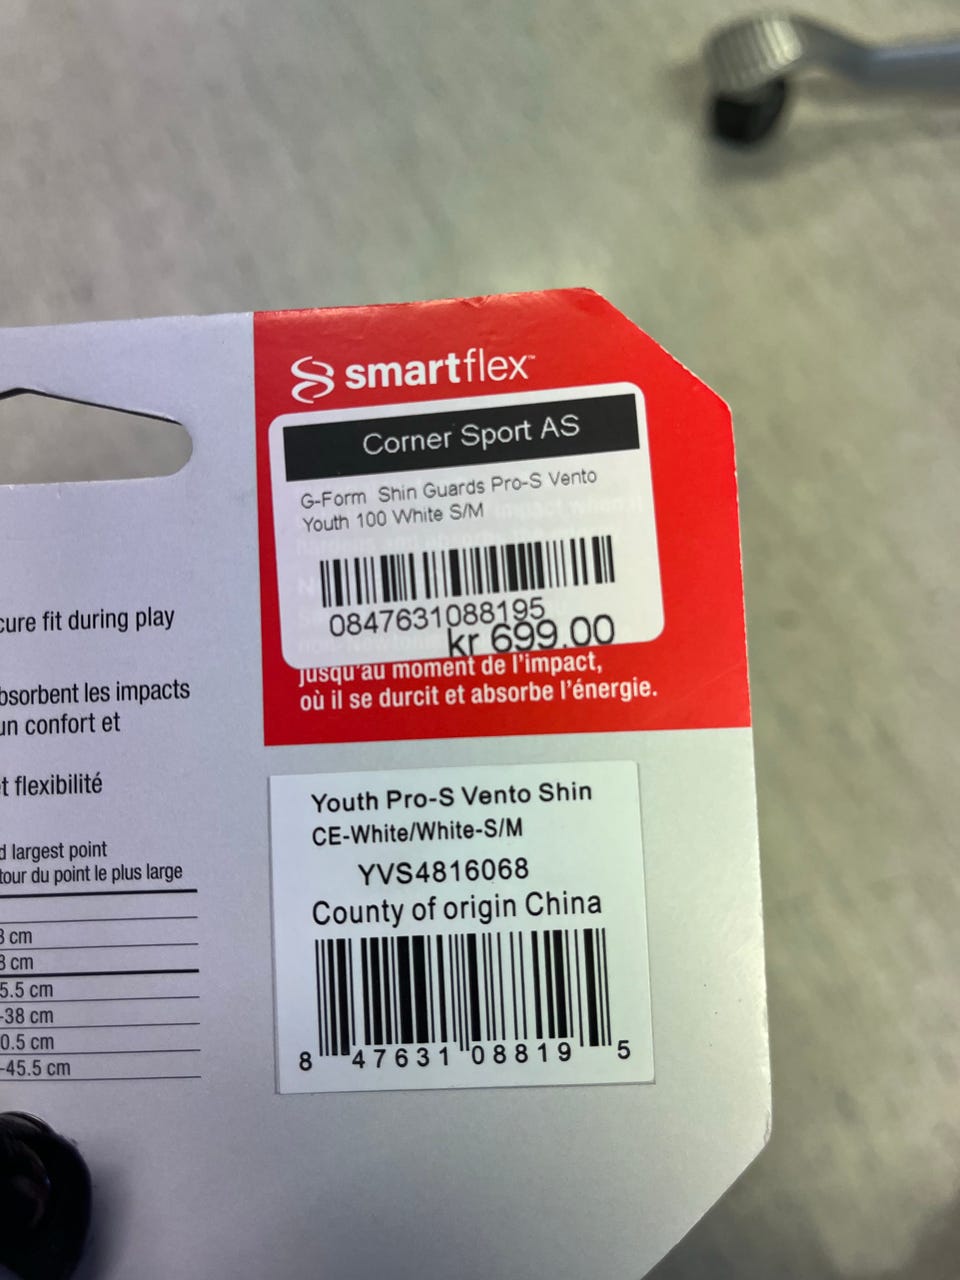 smartflex™
Corner Sport AS
G-Form Shin Guards Pro-S Vento
Youth 100 White S/M
0847631088195
kr 699.00
jusqu'au moment de l'impact,
où il se durcit et absorbe l'énergie.
cure fit during play
bsorbent les impacts
un confort et
t flexibilité
d largest point
tour du point le plus large
3 cm
3 cm
5.5 cm
-38 cm
0.5 cm
-45.5 cm
Youth Pro-S Vento Shin
CE-White/White-S/M
YVS4816068
County of origin China
8 47631 08819 5